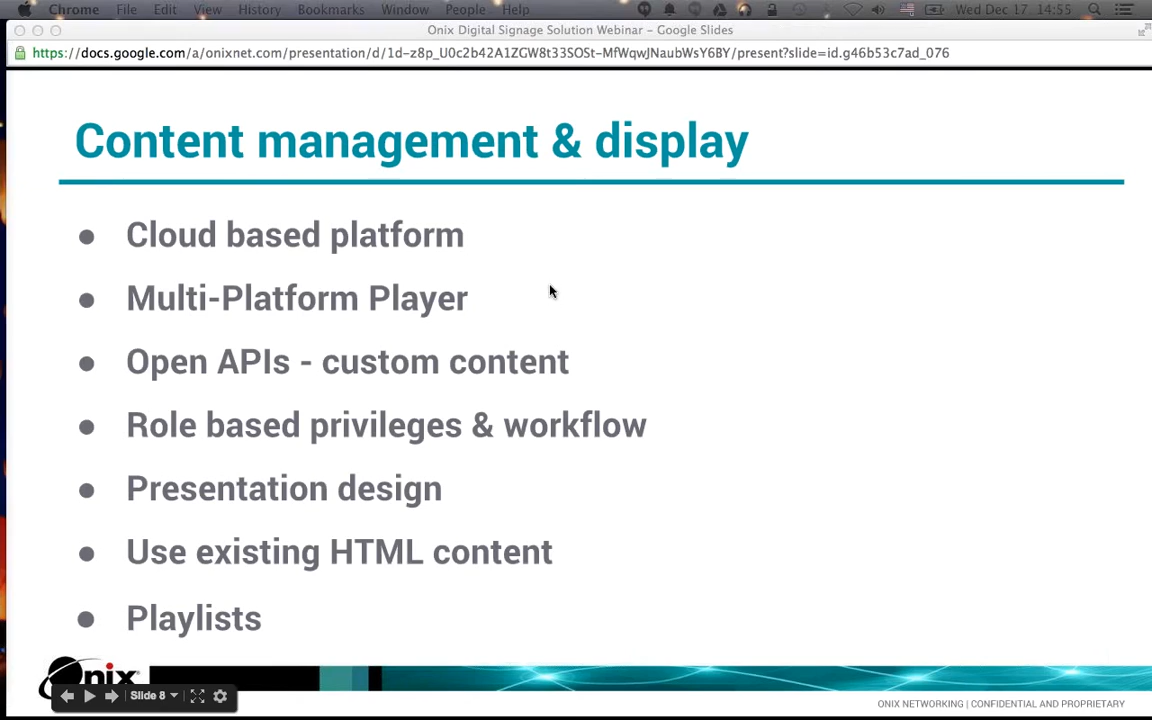 Chrome File Edit View History Bookmarks Window People Help Wed Dec 17, 14:55
Onix Digital Signage Solution Webinar – Google Slides
https://docs.google.com/a/onixnet.com/presentation/d/1d-z8p_U0c2b42A1ZGW8t33SOSt-MfWqwJNaubWsY6BY/present?slide=id.g46b53c7ad_076
Content management & display
● Cloud based platform
● Multi-Platform Player
● Open APIs - custom content
● Role based privileges & workflow
● Presentation design
● Use existing HTML content
● Playlists
Onix
Slide 8
ONIX NETWORKING | CONFIDENTIAL AND PROPRIETARY